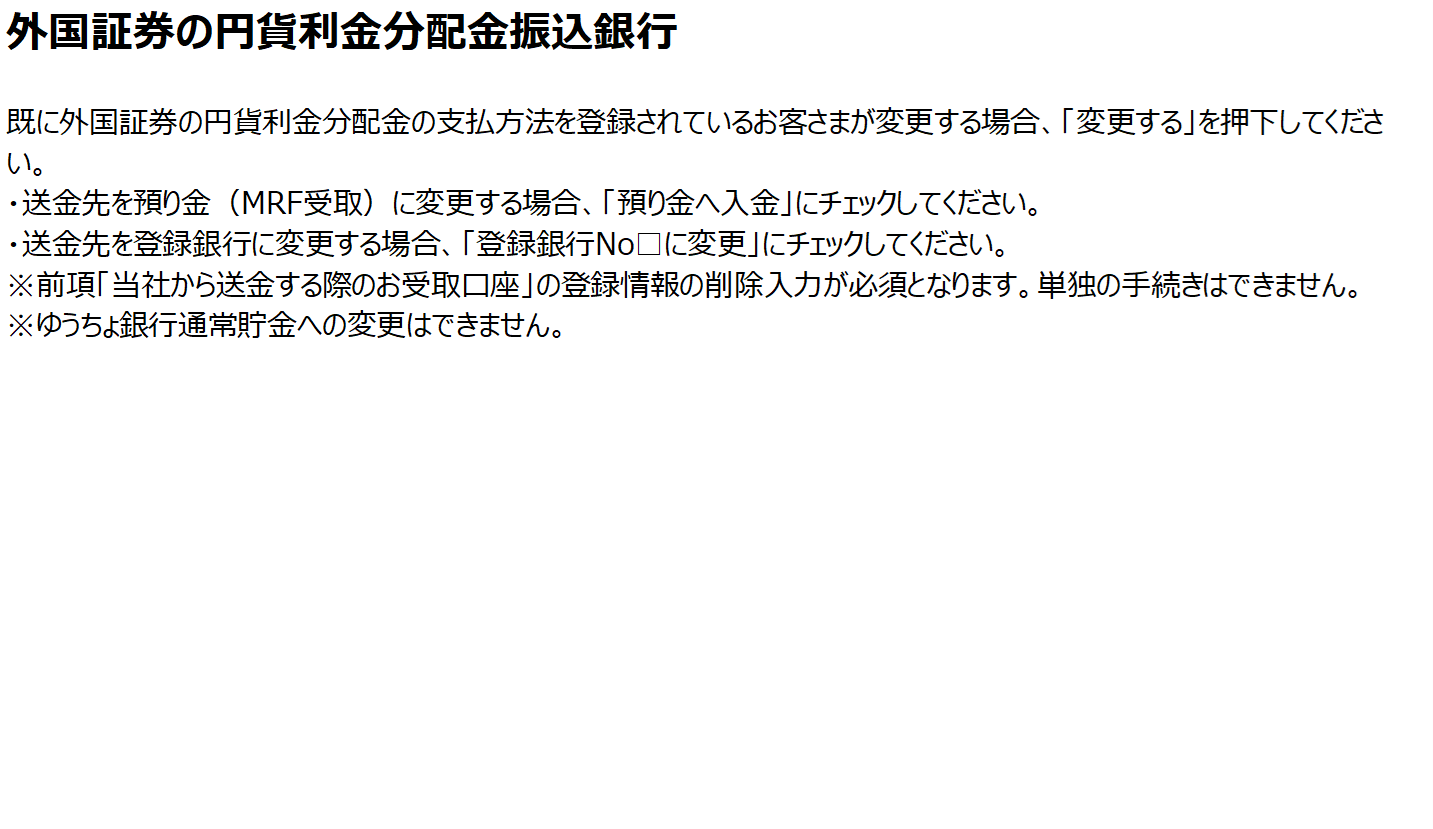 外国証券の円貨利金分配金振込銀行
既に外国証券の円貨利金分配金の支払方法を登録されているお客さまが変更する場合、「変更する」を押下してくださ
い。
・送金先を預り金（MRF受取）に変更する場合、「預り金へ入金」にチェックしてください。
・送金先を登録銀行に変更する場合、「登録銀行No□に変更」にチェックしてください。
※前項「当社から送金する際のお受取口座」の登録情報の削除入力が必須となります。単独の手続きはできません。
※ゆうちょ銀行通常貯金への変更はできません。